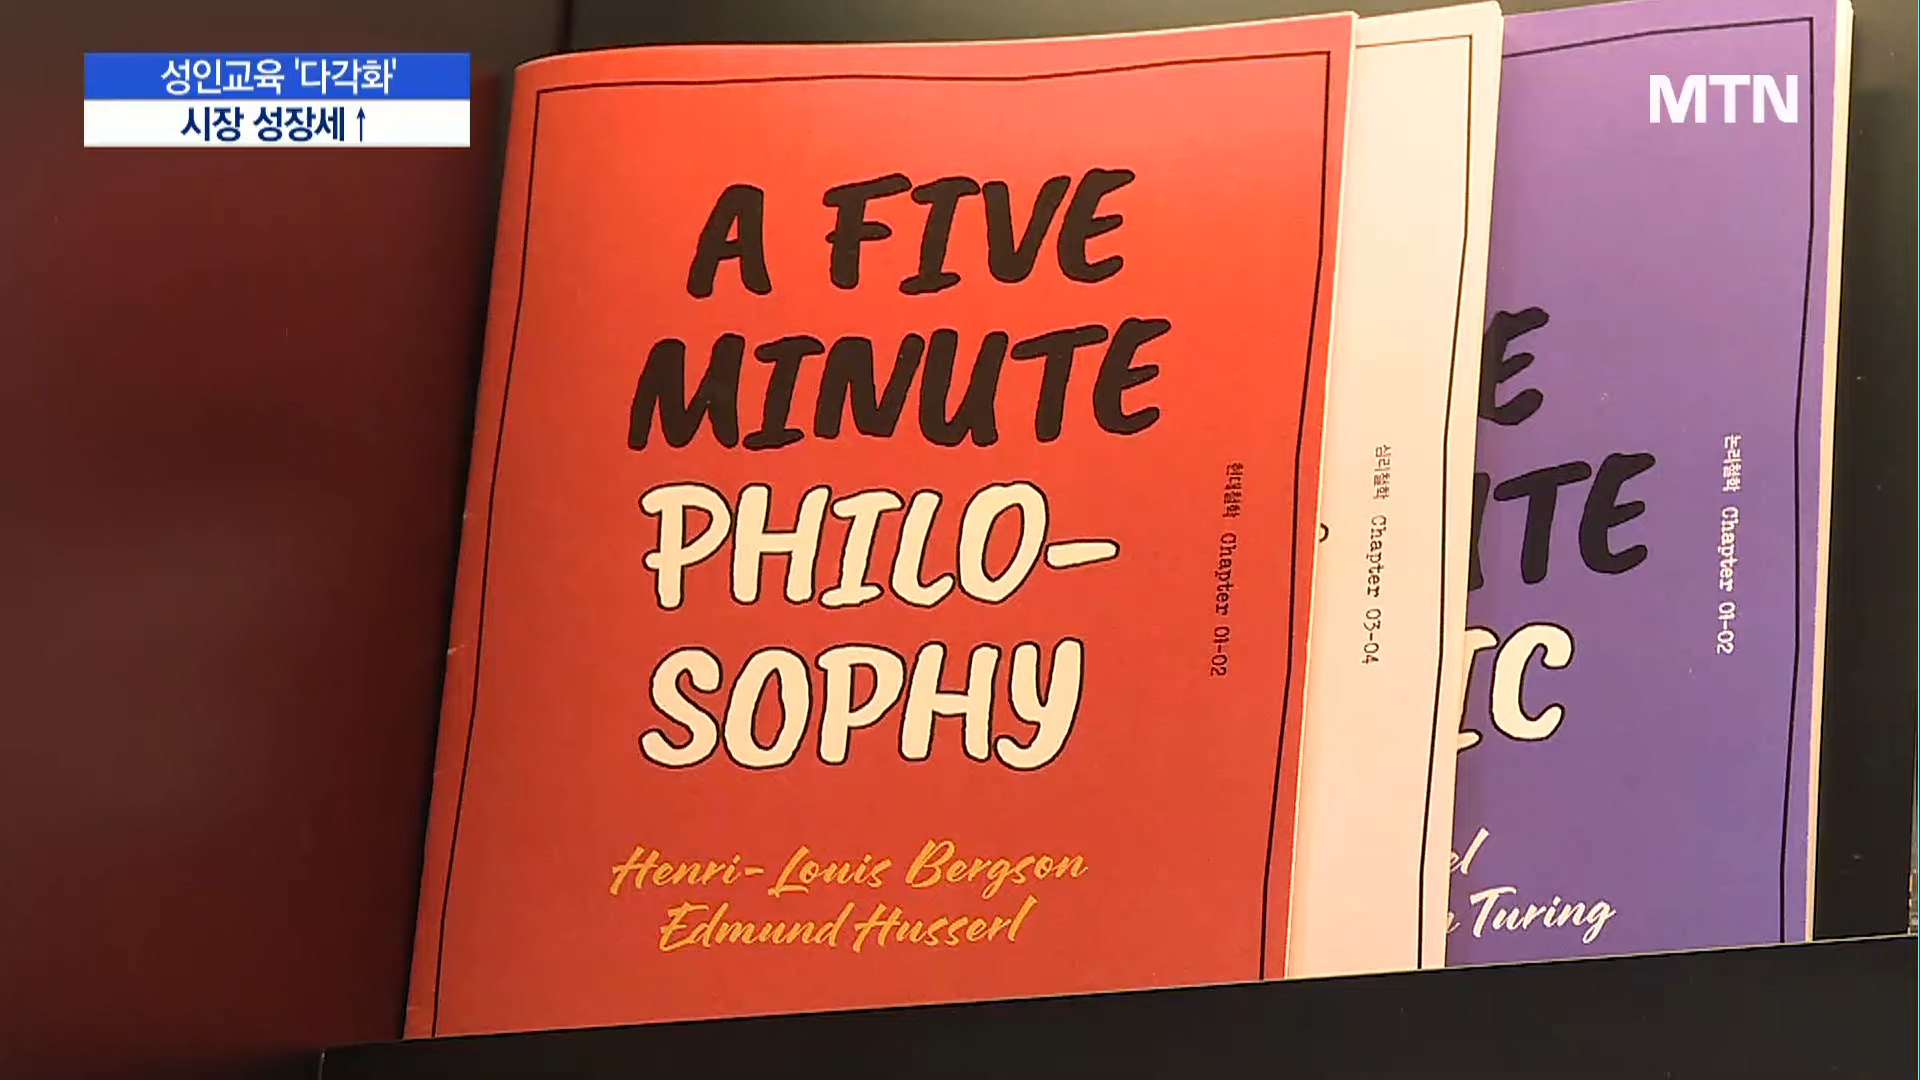 성인교육 '다각화'
시장 성장세↑
MTN
A FIVE
MINUTE
PHILO-
SOPHY
Henri-Louis Bergson
Edmund Husserl
현대철학 Chapter 01-02
심리철학 Chapter 03-04
논리철학 Chapter 01-02
Turing